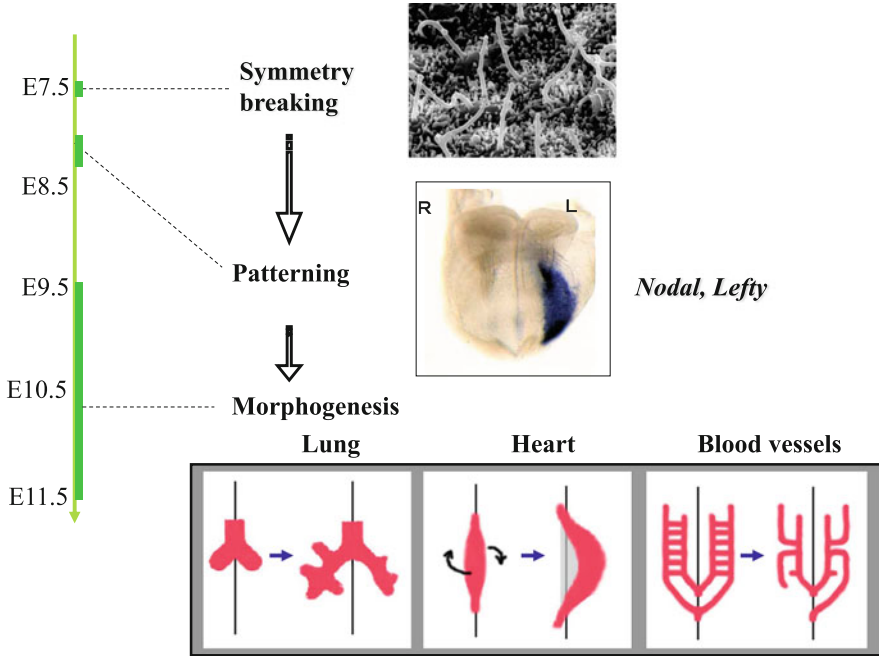 E7.5
Symmetry
breaking
E8.5
R
L
Patterning
E9.5
Nodal, Lefty
E10.5
Morphogenesis
Lung
Heart
Blood vessels
E11.5